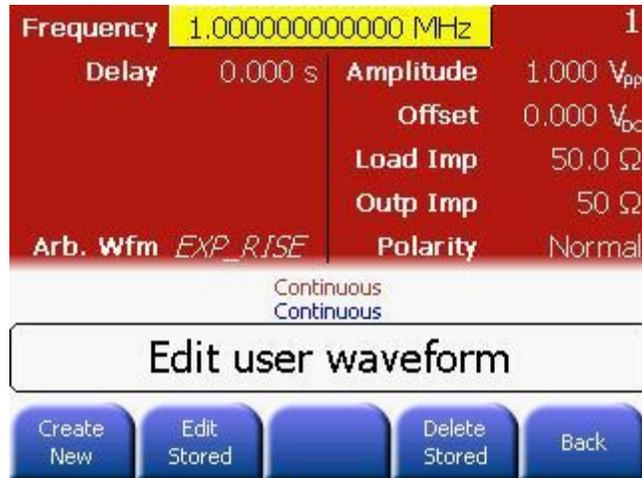 Frequency 1.000000000000 MHz 1
Delay 0.000 s Amplitude 1.000 Vpp
Offset 0.000 VDC
Load Imp 50.0 Ω
Outp Imp 50 Ω
Arb. Wfm EXP_RISE Polarity Normal
Continuous
Continuous
Edit user waveform
Create New Edit Stored Delete Stored Back